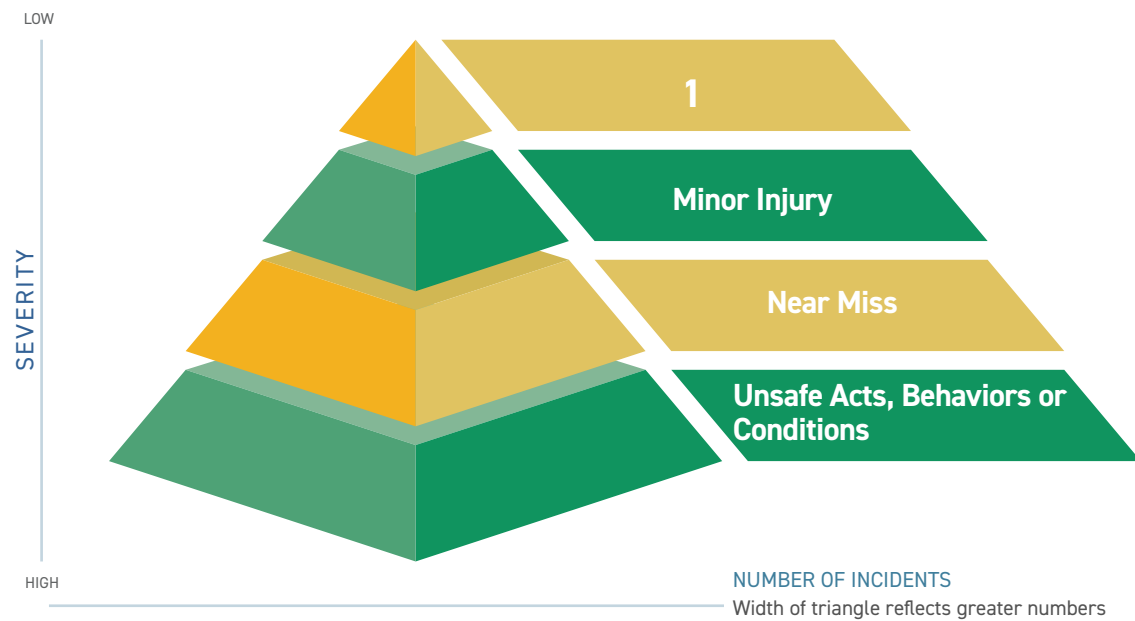 LOW
1
Minor Injury
SEVERITY
Near Miss
Unsafe Acts, Behaviors or
Conditions
HIGH
NUMBER OF INCIDENTS
Width of triangle reflects greater numbers